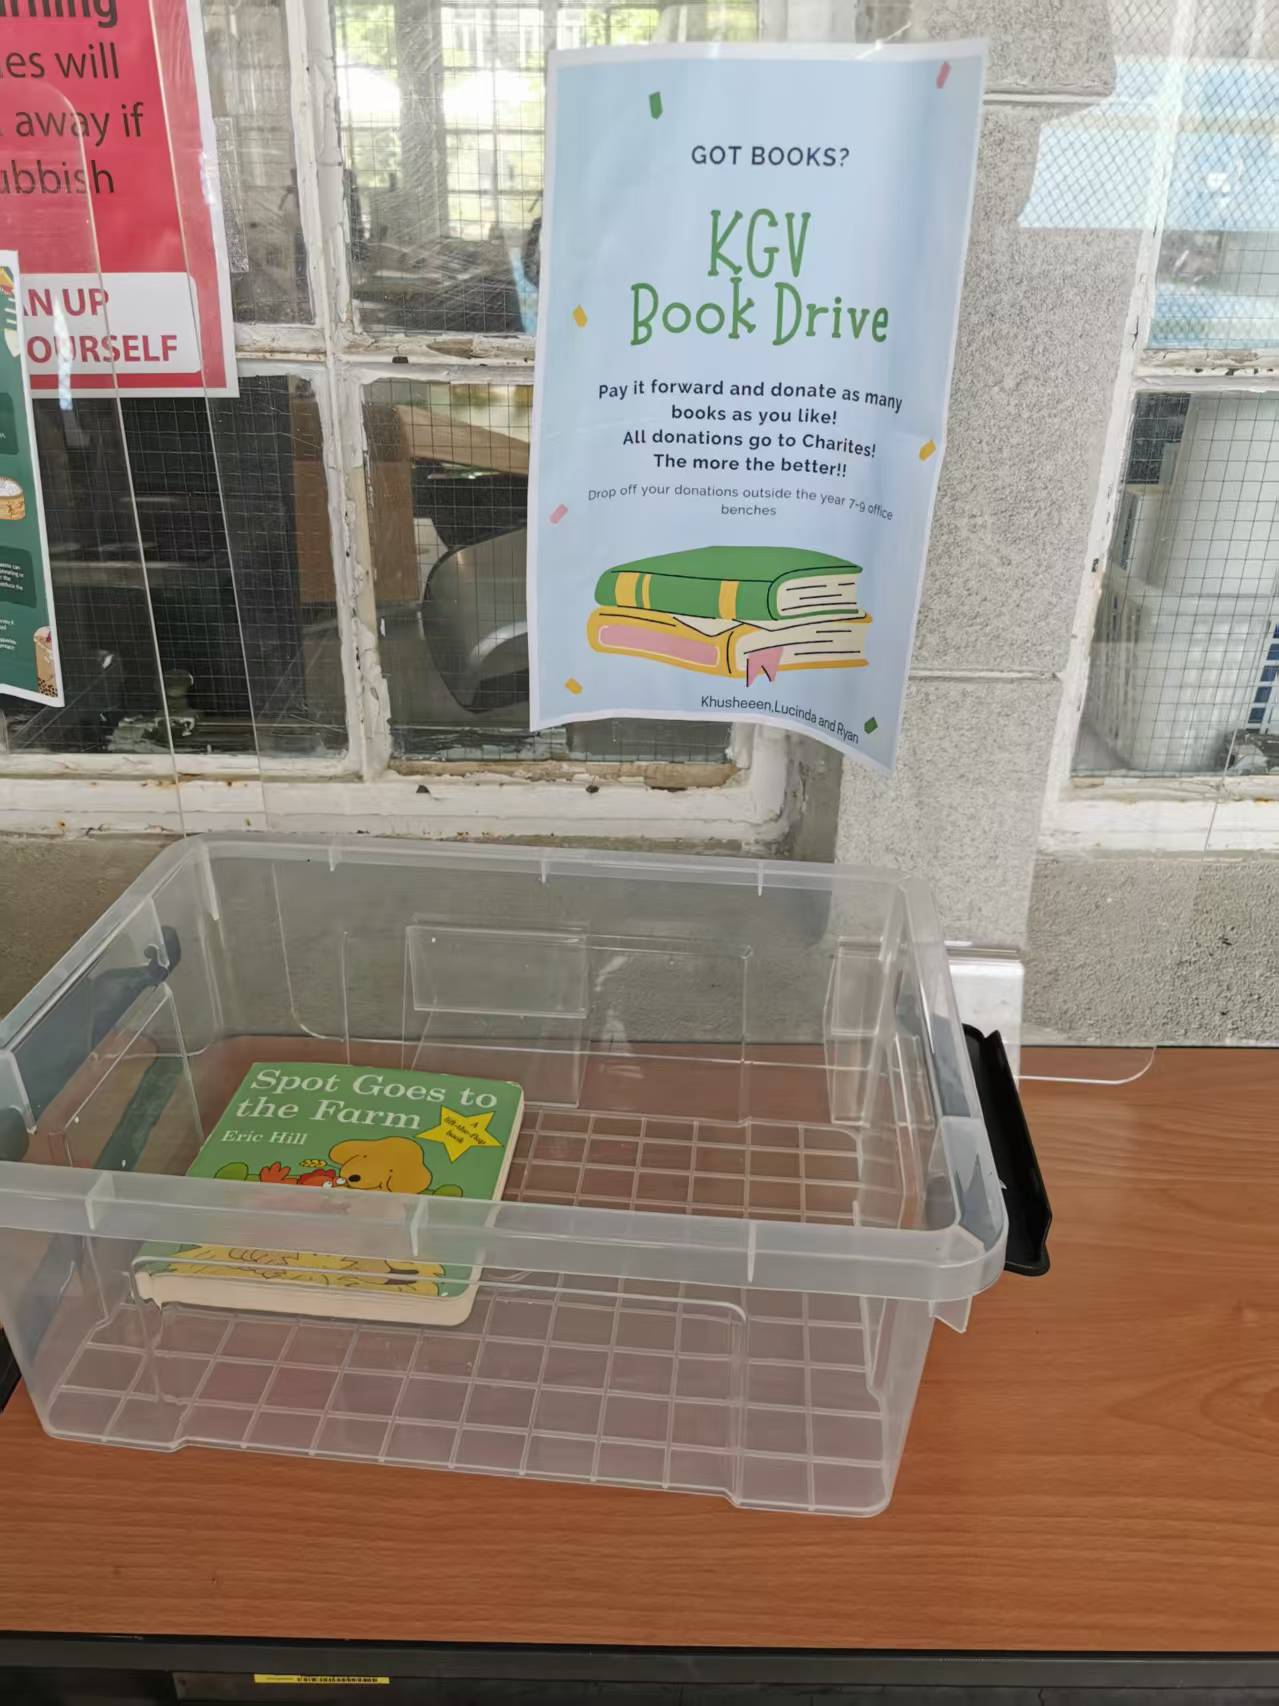 es will
away if
AN UP
OURSELF
GOT BOOKS?
KGV
Book Drive
Pay it forward and donate as many
books as you like!
All donations go to Charites!
The more the better!!
Drop off your donations outside the year 7-9 office
benches
Khusheeen,Lucinda and Ryan
Spot Goes to
the Farm
Eric Hill
A
lift-the-flap
book